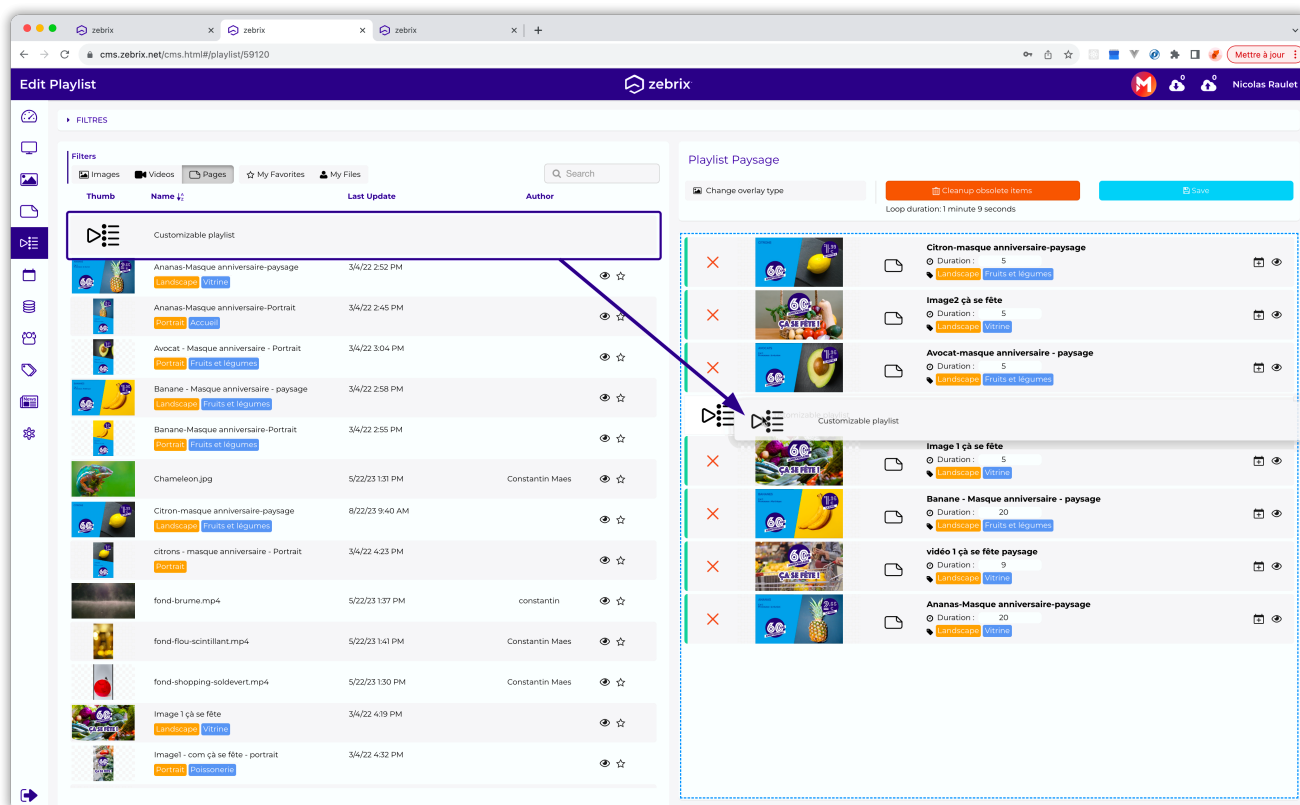 zebrix
zebrix
zebrix
cms.zebrix.net/cms.html#/playlist/59120
Mettre à jour
Edit Playlist
zebrix
0
0
Nicolas Raulet
FILTRES
Filters
Images
Videos
Pages
My Favorites
My Files
Search
Thumb
Name
Last Update
Author
Customizable playlist
Ananas-Masque anniversaire-paysage
3/4/22 2:52 PM
Landscape Vitrine
Ananas-Masque anniversaire-Portrait
3/4/22 2:45 PM
Portrait Accueil
Avocat - Masque anniversaire - Portrait
3/4/22 3:04 PM
Portrait Fruits et légumes
Banane - Masque anniversaire - paysage
3/4/22 2:58 PM
Landscape Fruits et légumes
Banane-Masque anniversaire-Portrait
3/4/22 2:55 PM
Portrait Fruits et légumes
Chameleon.jpg
5/22/23 1:31 PM
Constantin Maes
Citron-masque anniversaire-paysage
8/22/23 9:40 AM
Landscape Fruits et légumes
citrons - masque anniversaire - Portrait
3/4/22 4:23 PM
Portrait
fond-brume.mp4
5/22/23 1:37 PM
constantin
fond-flou-scintillant.mp4
5/22/23 1:41 PM
Constantin Maes
fond-shopping-soldevert.mp4
5/22/23 1:30 PM
Constantin Maes
Image 1 çà se fête
3/4/22 4:19 PM
Landscape Vitrine
Image1 - com çà se fête - portrait
3/4/22 4:32 PM
Portrait Poissonerie
Playlist Paysage
Change overlay type
Cleanup obsolete items
Save
Loop duration: 1 minute 9 seconds
Citron-masque anniversaire-paysage
Duration : 5
Landscape Fruits et légumes
Image2 çà se fête
Duration : 5
Landscape Vitrine
ÇA SE FÊTE !
Avocat-masque anniversaire - paysage
Duration : 5
Landscape Fruits et légumes
Customizable playlist
Image 1 çà se fête
Duration : 5
Landscape Vitrine
ÇA SE FÊTE !
Banane - Masque anniversaire - paysage
Duration : 20
Landscape Fruits et légumes
vidéo 1 çà se fête paysage
Duration : 9
Landscape Vitrine
ÇA SE FÊTE !
Ananas-Masque anniversaire-paysage
Duration : 20
Landscape Vitrine